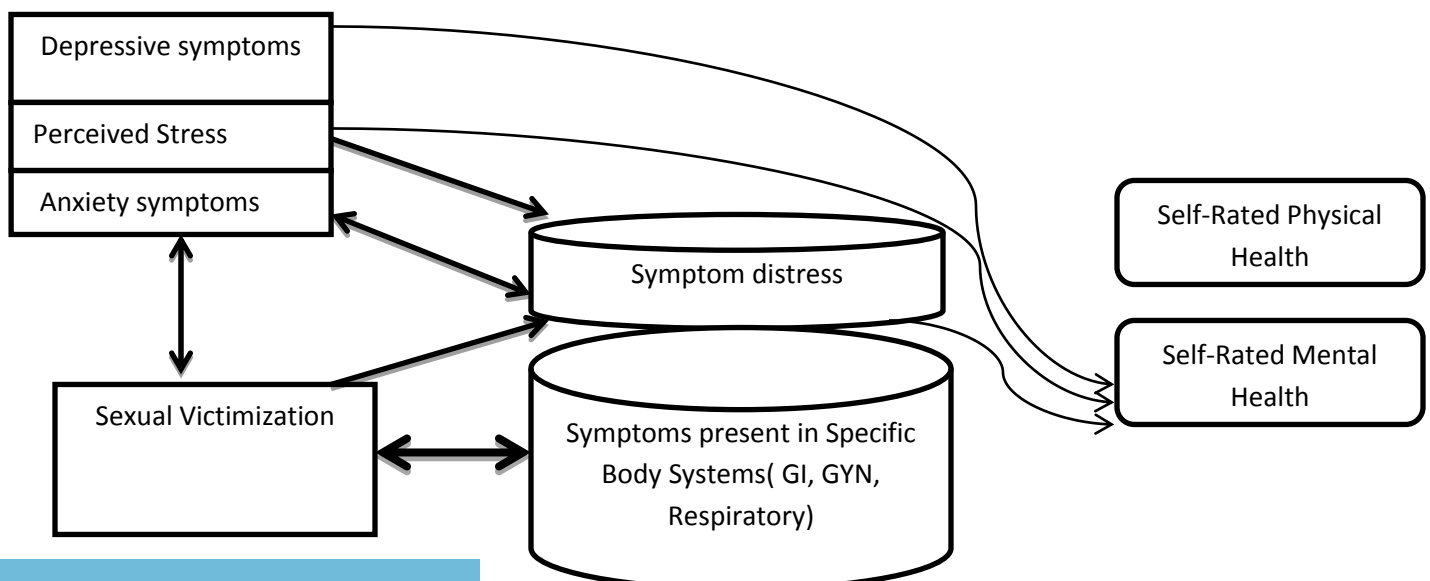 Depressive symptoms
Perceived Stress
Anxiety symptoms
Symptom distress
Sexual Victimization
Symptoms present in Specific
Body Systems( GI, GYN,
Respiratory)
Self-Rated Physical
Health
Self-Rated Mental
Health